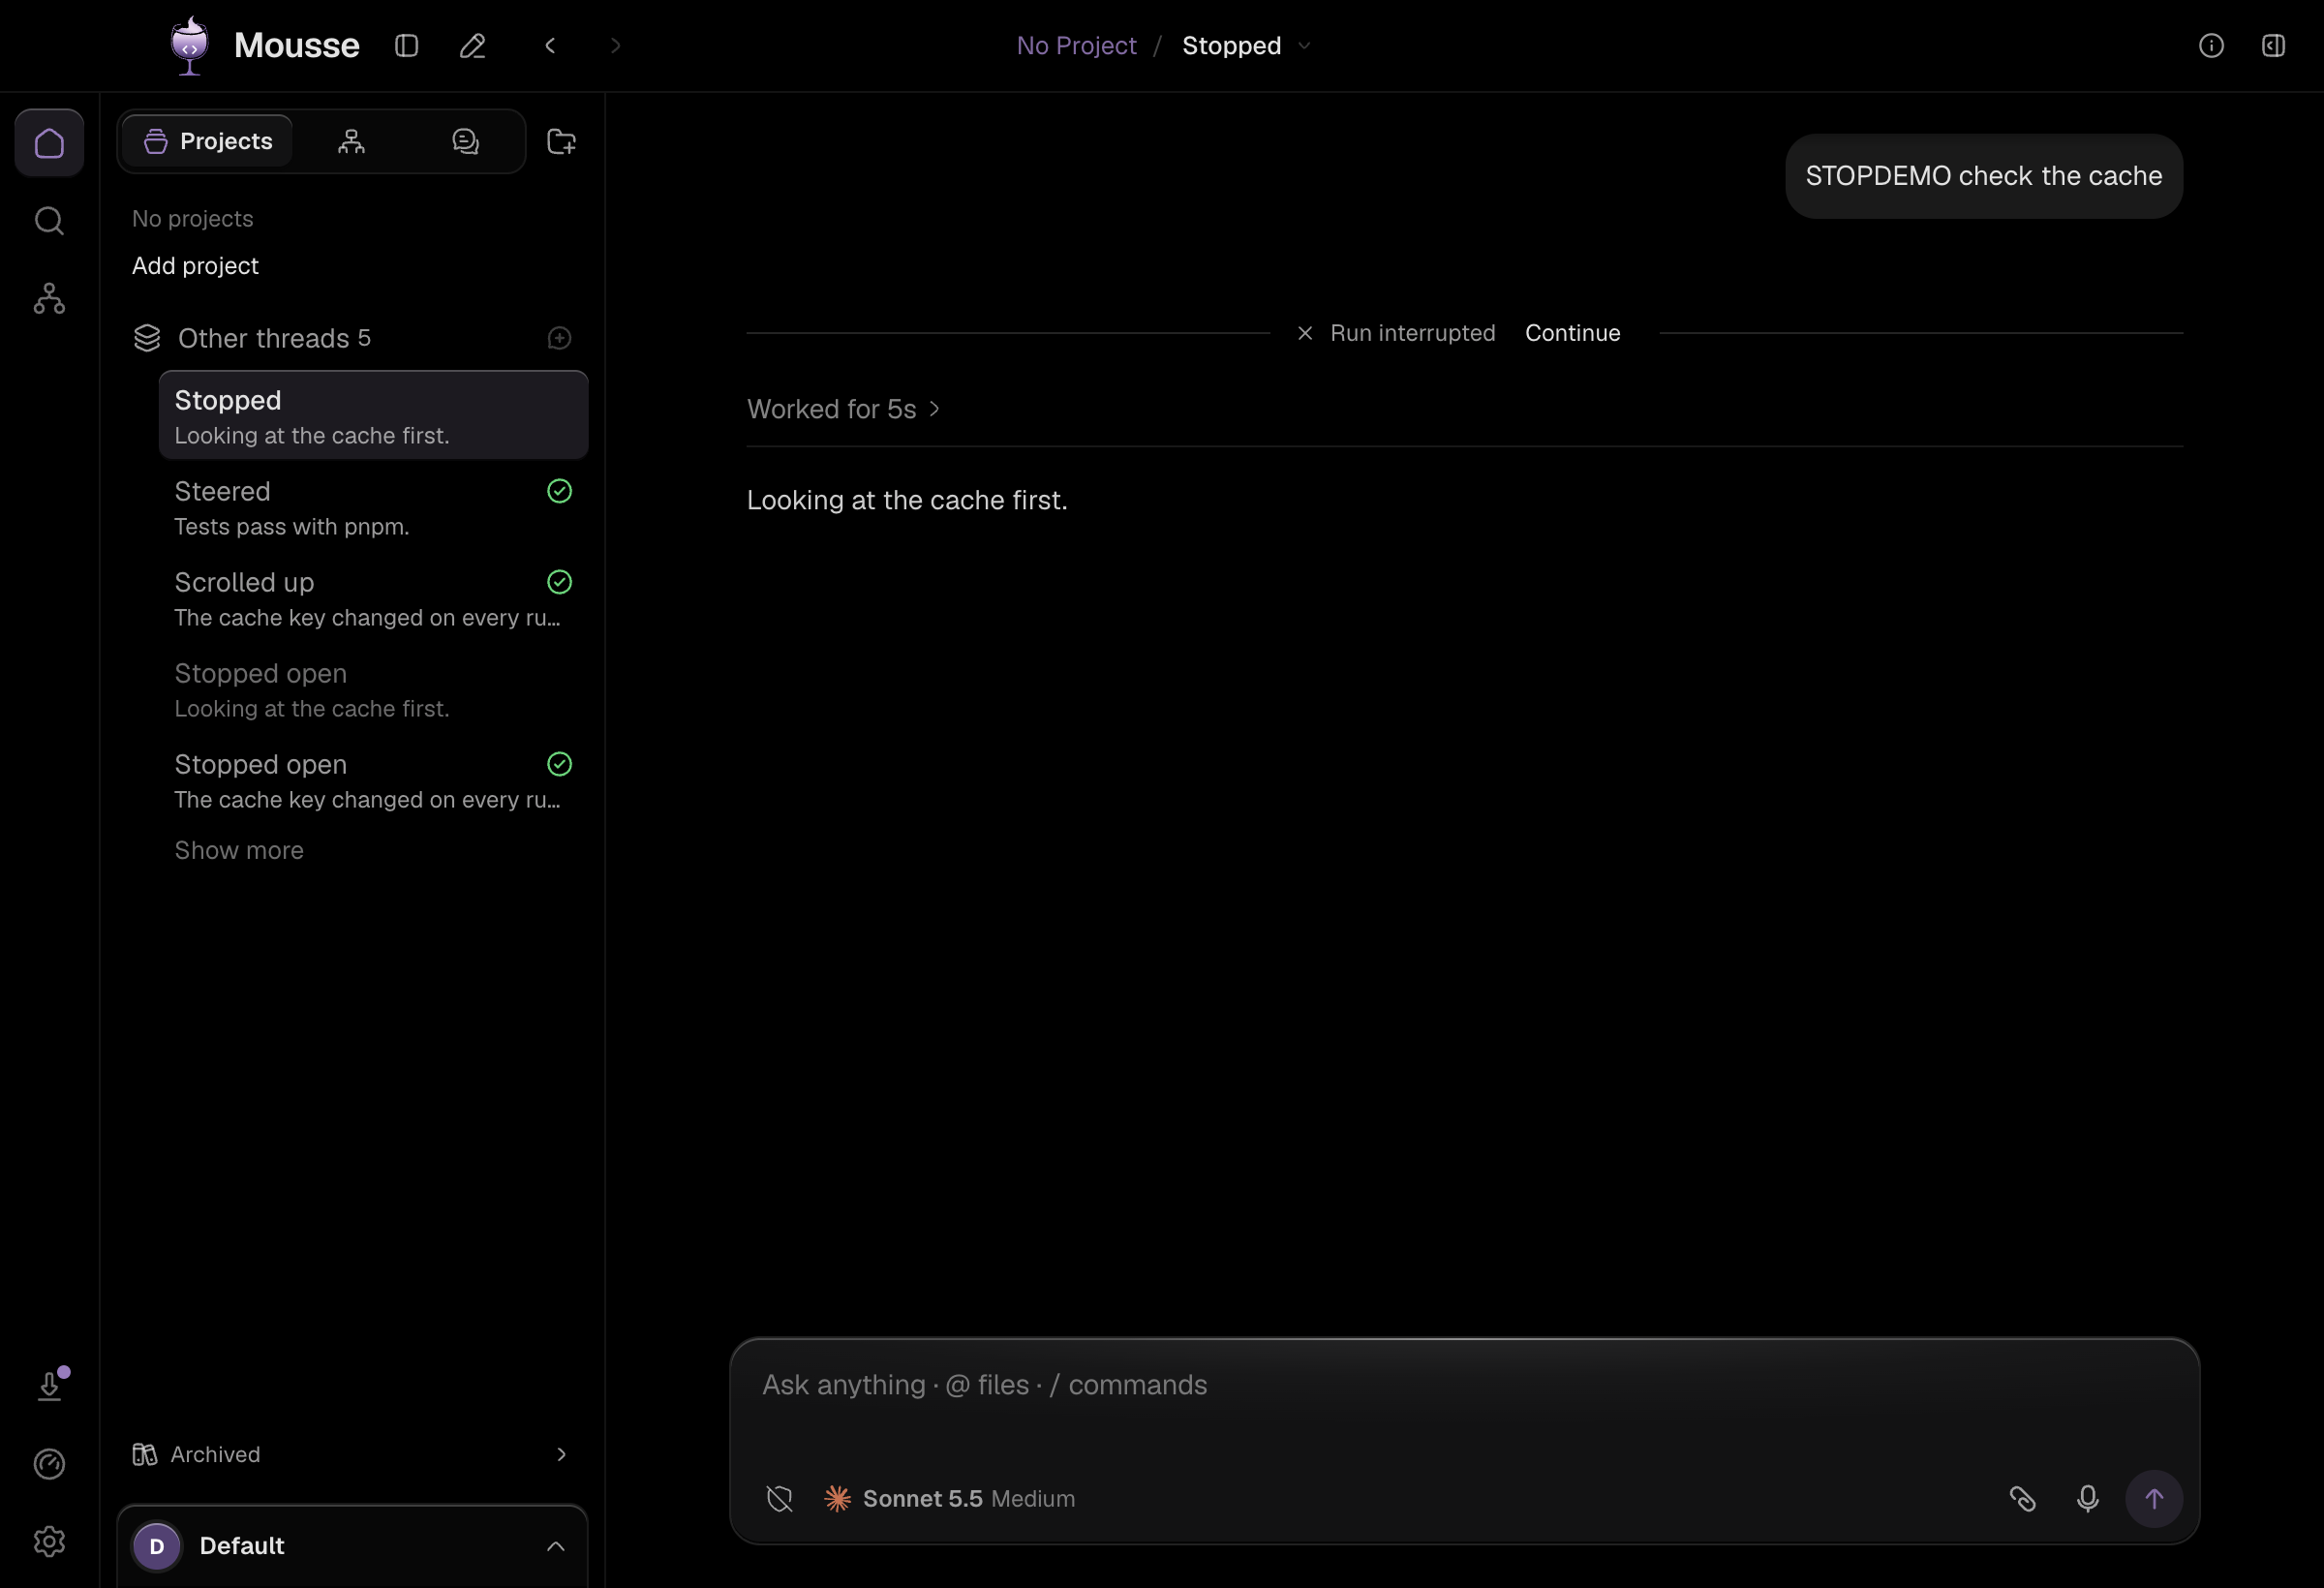 Mousse
No Project / Stopped
Projects
No projects
Add project
Other threads 5
Stopped
Looking at the cache first.
Steered
Tests pass with pnpm.
Scrolled up
The cache key changed on every ru...
Stopped open
Looking at the cache first.
Stopped open
The cache key changed on every ru...
Show more
Archived
D Default
STOPDEMO check the cache
Run interrupted Continue
Worked for 5s
Looking at the cache first.
Ask anything · @ files · / commands
Sonnet 5.5 Medium